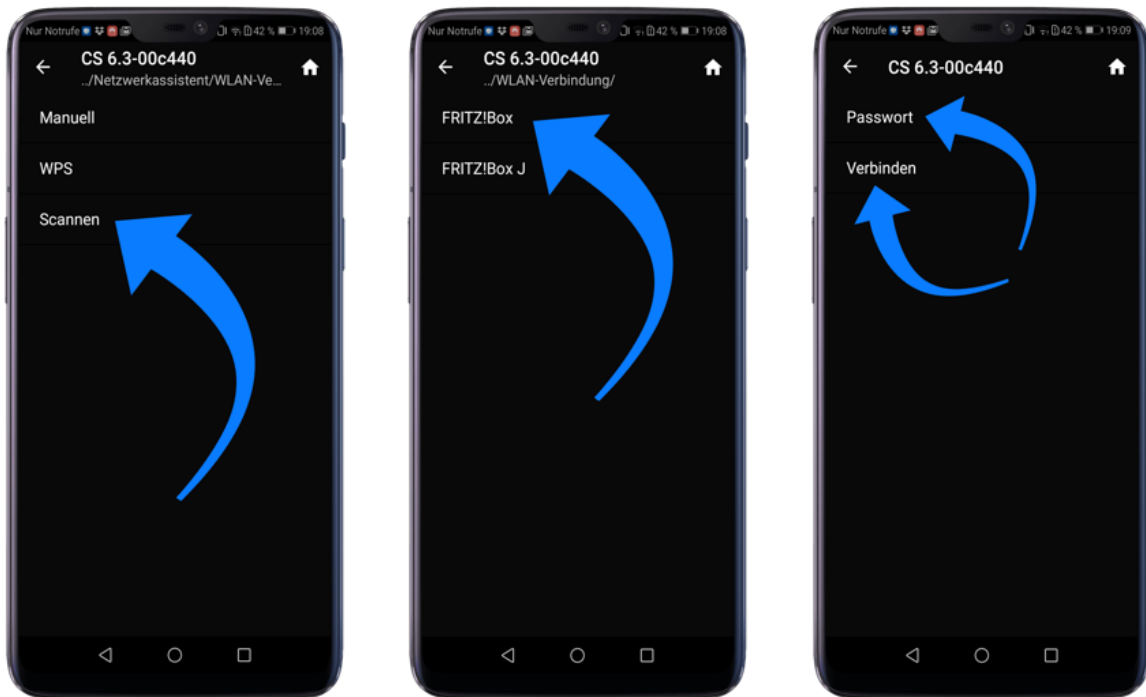 Nur Notrufe 42 % 19:08
CS 6.3-00c440
../Netzwerkassistent/WLAN-Ve...
Manuell
WPS
Scannen
Nur Notrufe 42 % 19:08
CS 6.3-00c440
../WLAN-Verbindung/
FRITZ!Box
FRITZ!Box J
Nur Notrufe 42 % 19:09
CS 6.3-00c440
Passwort
Verbinden